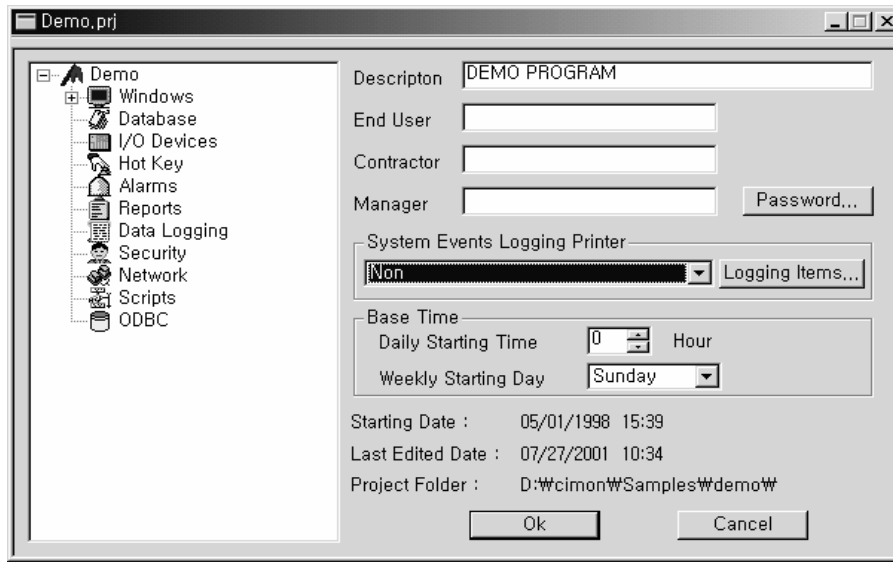 Demo.prj
Demo
Windows
Database
I/O Devices
Hot Key
Alarms
Reports
Data Logging
Security
Network
Scripts
ODBC
Descripton DEMO PROGRAM
End User
Contractor
Manager Password...
System Events Logging Printer
Non Logging Items...
Base Time
Daily Starting Time 0 Hour
Weekly Starting Day Sunday
Starting Date : 05/01/1998 15:39
Last Edited Date : 07/27/2001 10:34
Project Folder : D:₩cimon₩Samples₩demo₩
Ok Cancel